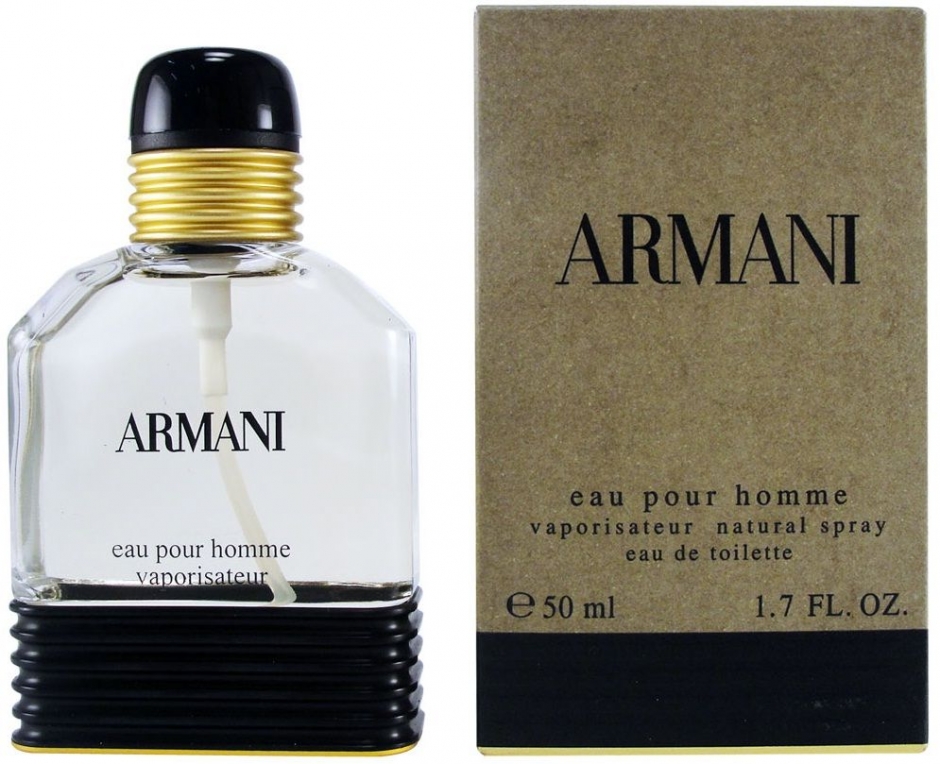 ARMANI
eau pour homme
vaporisateur
ARMANI
eau pour homme
vaporisateur natural spray
eau de toilette
℮ 50 ml 1.7 FL. OZ.